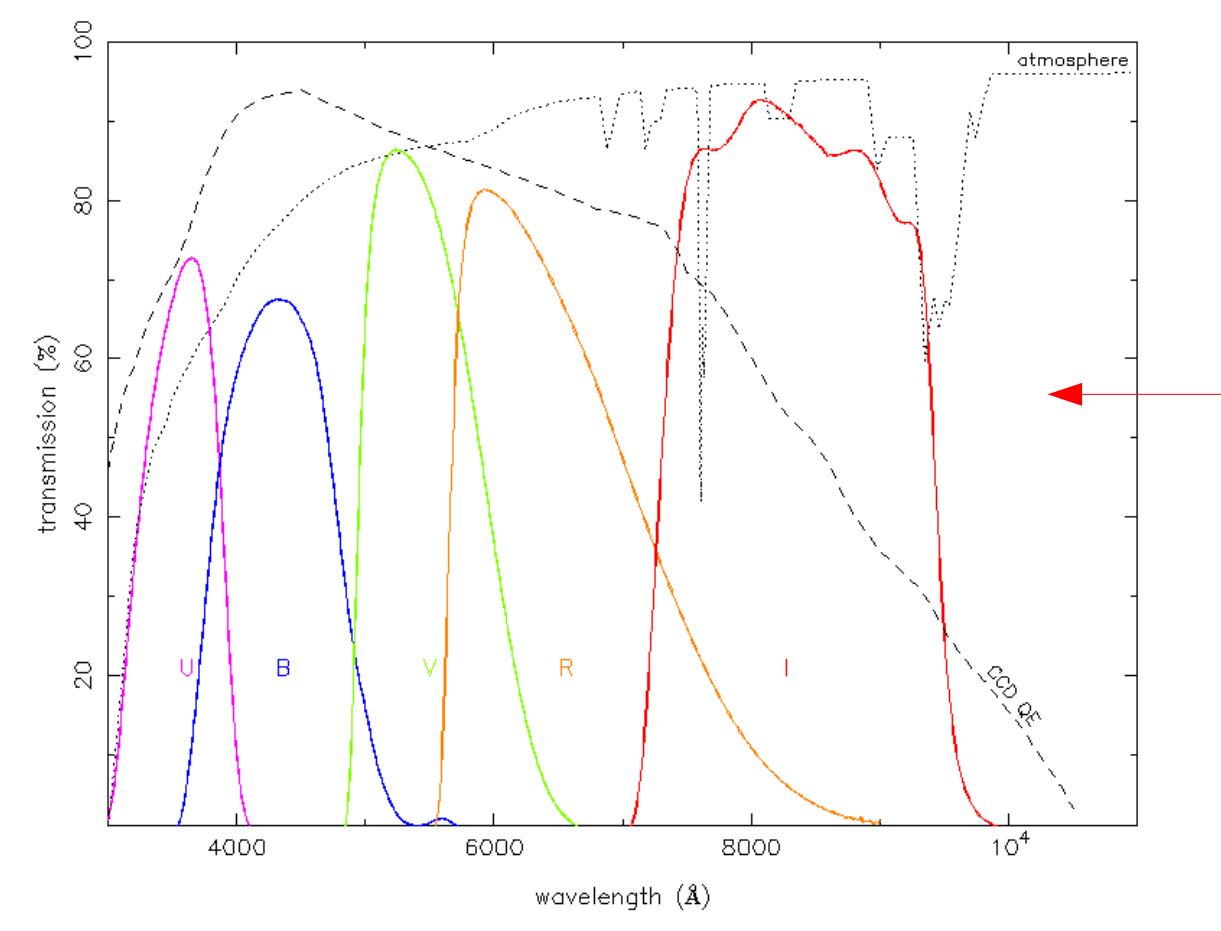 100
atmosphere
80
60
transmission (%)
40
20
U
B
V
R
I
CCD QE
4000
6000
8000
10⁴
wavelength (Å)